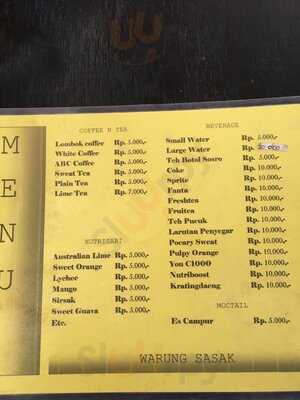 M
E
N
U
COFFEE N TEA
Lombok coffee Rp. 5.000,-
White Coffee Rp. 5.000,-
ABC Coffee Rp. 5.000,-
Sweat Tea Rp. 5.000,-
Plain Tea Rp. 5.000,-
Lime Tea Rp. 7.000,-
NUTRISARI
Australian Lime Rp. 5.000,-
Sweet Orange Rp. 5.000,-
Lychee Rp. 5.000,-
Mango Rp. 5.000,-
Sirsak Rp. 5.000,-
Sweet Guava Rp. 5.000,-
Etc.
BEVERAGE
Small Water Rp. 5.000,-
Large Water Rp.
Teh Botol Sosro Rp. 5.000,-
Coke Rp. 10.000,-
Sprite Rp. 10.000,-
Fanta Rp. 10.000,-
Freshtea Rp. 10.000,-
Fruitea Rp. 10.000,-
Teh Pucuk Rp. 10.000,-
Larutan Penyegar Rp. 10.000,-
Pocary Sweat Rp. 10.000,-
Pulpy Orange Rp. 10.000,-
You C1000 Rp. 10.000,-
Nutriboost Rp. 10.000,-
Kratingdaeng Rp. 10.000,-
MOCTAIL
Es Campur Rp. 5.000,-
WARUNG SASAK